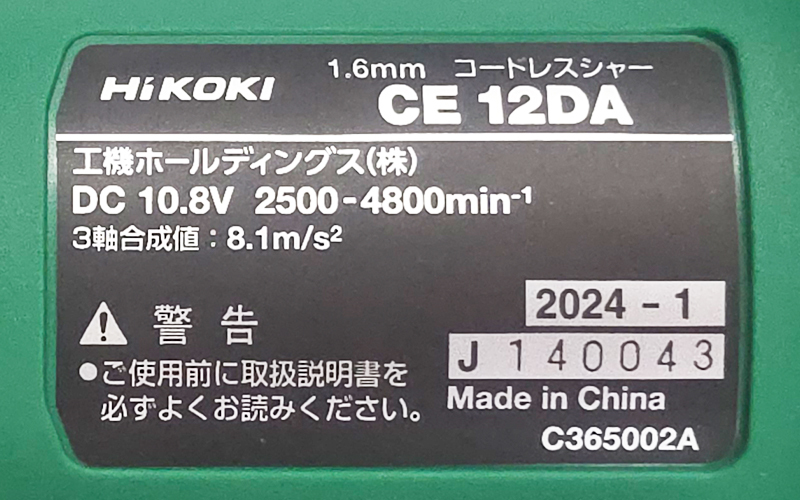 HiKOKI
1.6mm コードレスシャー
CE 12DA
工機ホールディングス(株)
DC 10.8V 2500-4800min-1
3軸合成値：8.1m/s²
警 告
●ご使用前に取扱説明書を
必ずよくお読みください。
2024 - 1
J 140043
Made in China
C365002A